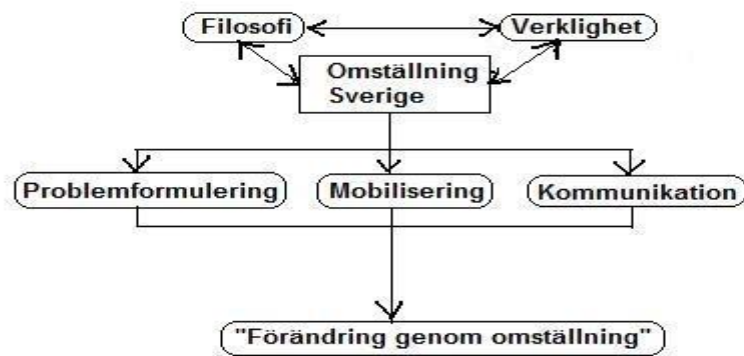 Filosofi
Verklighet
Omställning
Sverige
Problemformulering
Mobilisering
Kommunikation
"Förändring genom omställning"